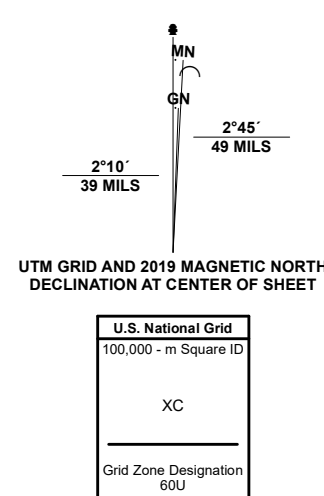 MN
GN
2°45´
49 MILS
2°10´
39 MILS
UTM GRID AND 2019 MAGNETIC NORTH
DECLINATION AT CENTER OF SHEET
U.S. National Grid
100,000 - m Square ID
XC
Grid Zone Designation
60U